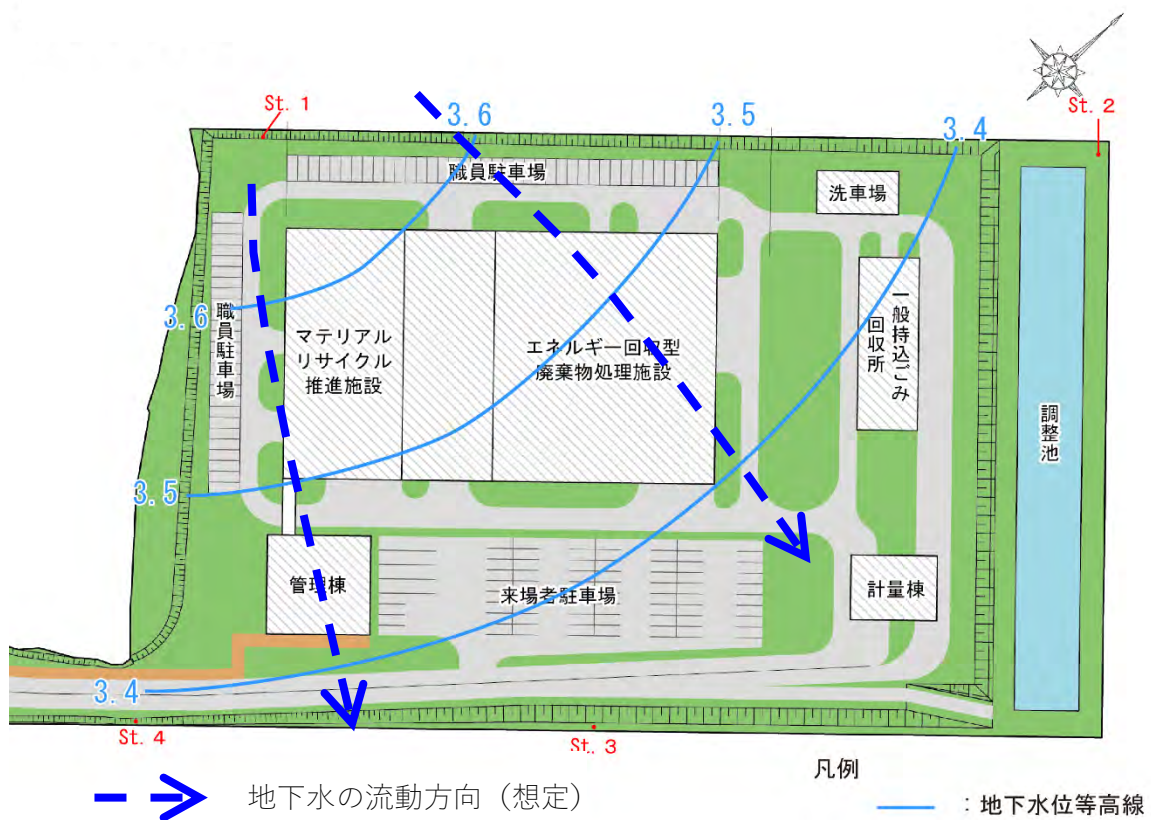 St. 1
3.6
3.5
3.4
St. 2
職員駐車場
洗車場
3.6
職員駐車場
マテリアル
リサイクル
推進施設
エネルギー回収型
廃棄物処理施設
一般持込ごみ
回収所
調整池
3.5
管理棟
来場者駐車場
計量棟
3.4
St. 4
St. 3
凡例
地下水の流動方向（想定）
：地下水位等高線